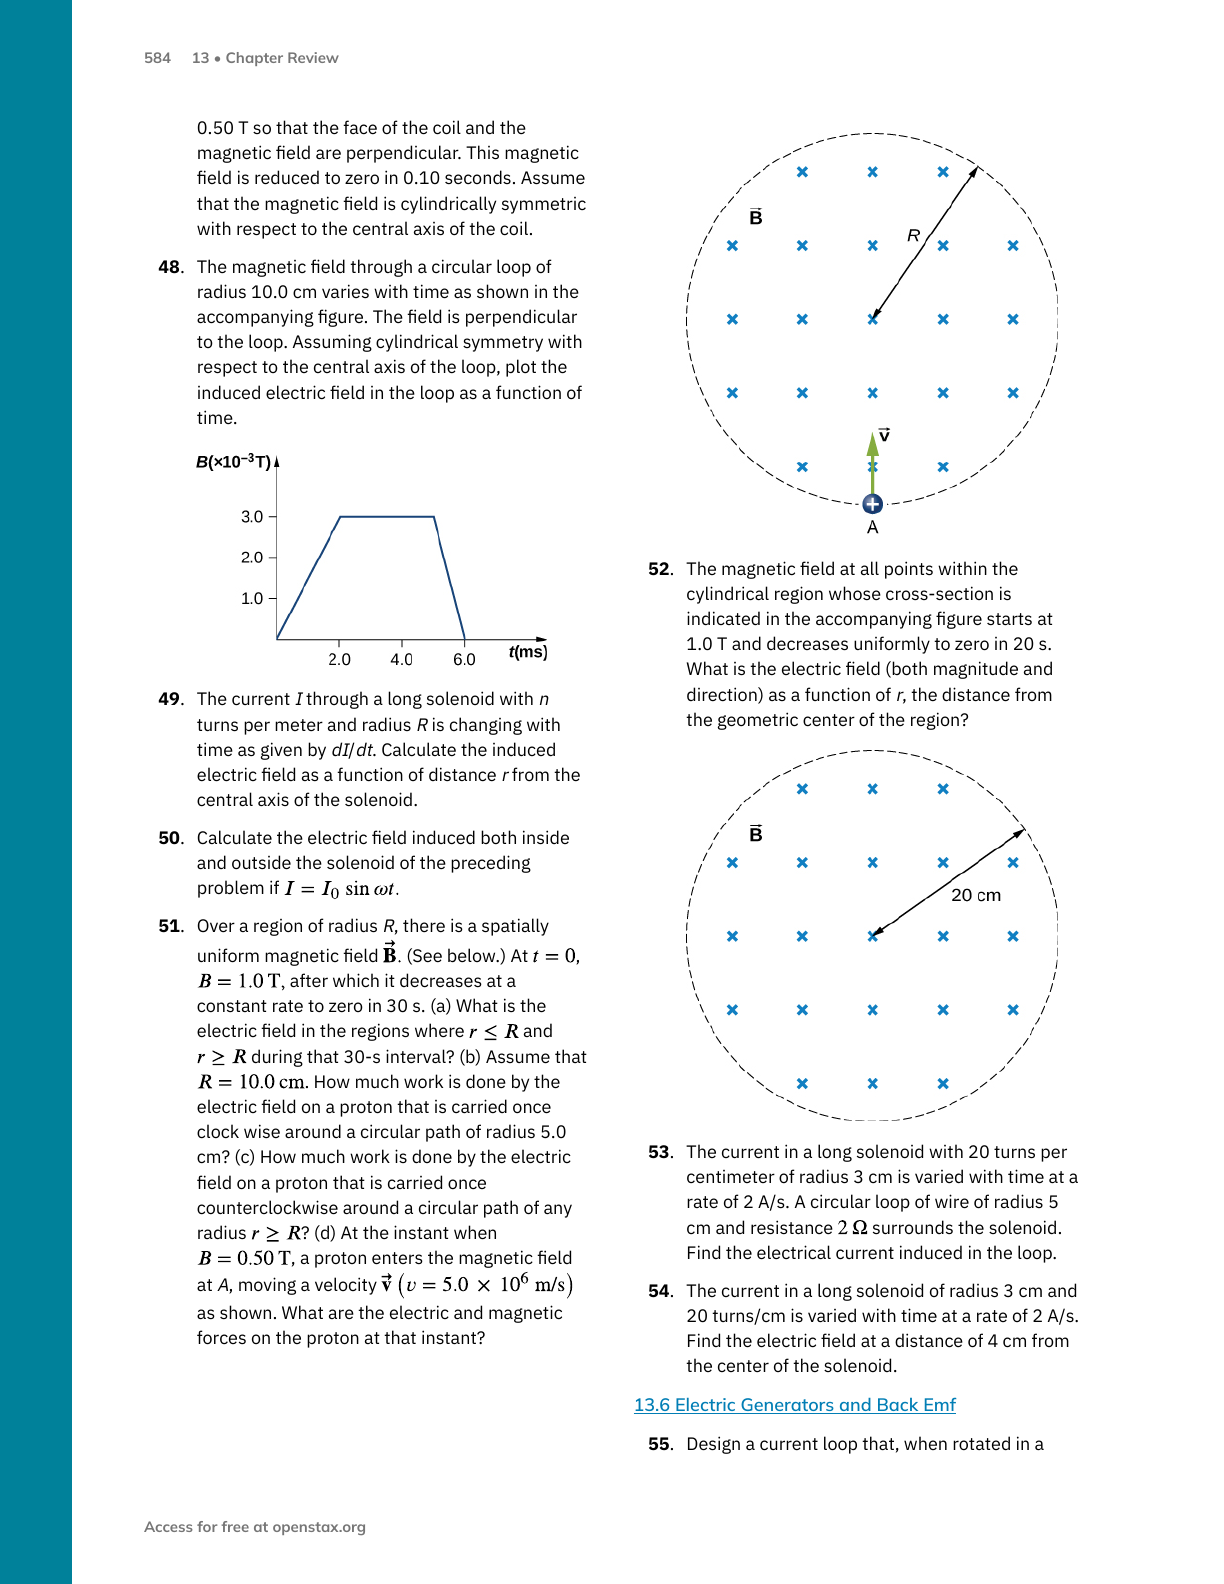 584 13 • Chapter Review
0.50 T so that the face of the coil and the
magnetic field are perpendicular. This magnetic
field is reduced to zero in 0.10 seconds. Assume
that the magnetic field is cylindrically symmetric
with respect to the central axis of the coil.
48. The magnetic field through a circular loop of
radius 10.0 cm varies with time as shown in the
accompanying figure. The field is perpendicular
to the loop. Assuming cylindrical symmetry with
respect to the central axis of the loop, plot the
induced electric field in the loop as a function of
time.
B(×10⁻³T)
3.0
2.0
1.0
2.0 4.0 6.0 t(ms)
49. The current I through a long solenoid with n
turns per meter and radius R is changing with
time as given by dI/dt. Calculate the induced
electric field as a function of distance r from the
central axis of the solenoid.
50. Calculate the electric field induced both inside
and outside the solenoid of the preceding
problem if I = I₀ sin ωt.
51. Over a region of radius R, there is a spatially
uniform magnetic field B⃗. (See below.) At t = 0,
B = 1.0 T, after which it decreases at a
constant rate to zero in 30 s. (a) What is the
electric field in the regions where r ≤ R and
r ≥ R during that 30-s interval? (b) Assume that
R = 10.0 cm. How much work is done by the
electric field on a proton that is carried once
clock wise around a circular path of radius 5.0
cm? (c) How much work is done by the electric
field on a proton that is carried once
counterclockwise around a circular path of any
radius r ≥ R? (d) At the instant when
B = 0.50 T, a proton enters the magnetic field
at A, moving a velocity v⃗ (v = 5.0 × 10⁶ m/s)
as shown. What are the electric and magnetic
forces on the proton at that instant?
B⃗
R
v⃗
+
A
52. The magnetic field at all points within the
cylindrical region whose cross-section is
indicated in the accompanying figure starts at
1.0 T and decreases uniformly to zero in 20 s.
What is the electric field (both magnitude and
direction) as a function of r, the distance from
the geometric center of the region?
B⃗
20 cm
53. The current in a long solenoid with 20 turns per
centimeter of radius 3 cm is varied with time at a
rate of 2 A/s. A circular loop of wire of radius 5
cm and resistance 2 Ω surrounds the solenoid.
Find the electrical current induced in the loop.
54. The current in a long solenoid of radius 3 cm and
20 turns/cm is varied with time at a rate of 2 A/s.
Find the electric field at a distance of 4 cm from
the center of the solenoid.
13.6 Electric Generators and Back Emf
55. Design a current loop that, when rotated in a
Access for free at openstax.org